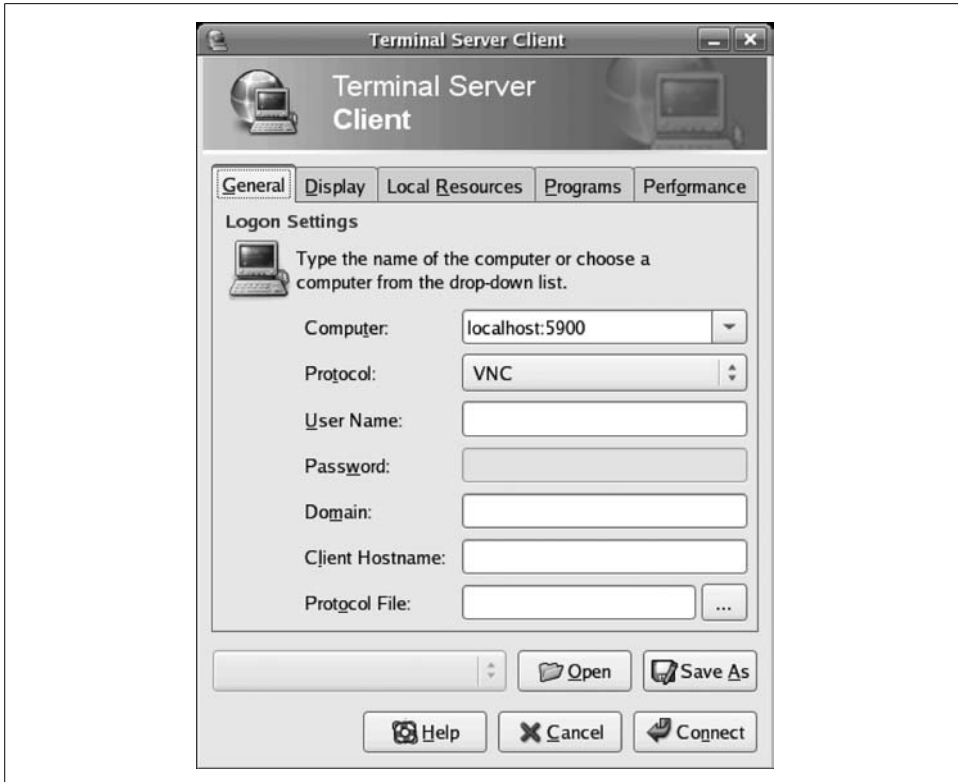 Terminal Server Client
Terminal Server
Client
General Display Local Resources Programs Performance
Logon Settings
Type the name of the computer or choose a
computer from the drop-down list.
Computer: localhost:5900
Protocol: VNC
User Name:
Password:
Domain:
Client Hostname:
Protocol File: ...
Open Save As
Help Cancel Connect